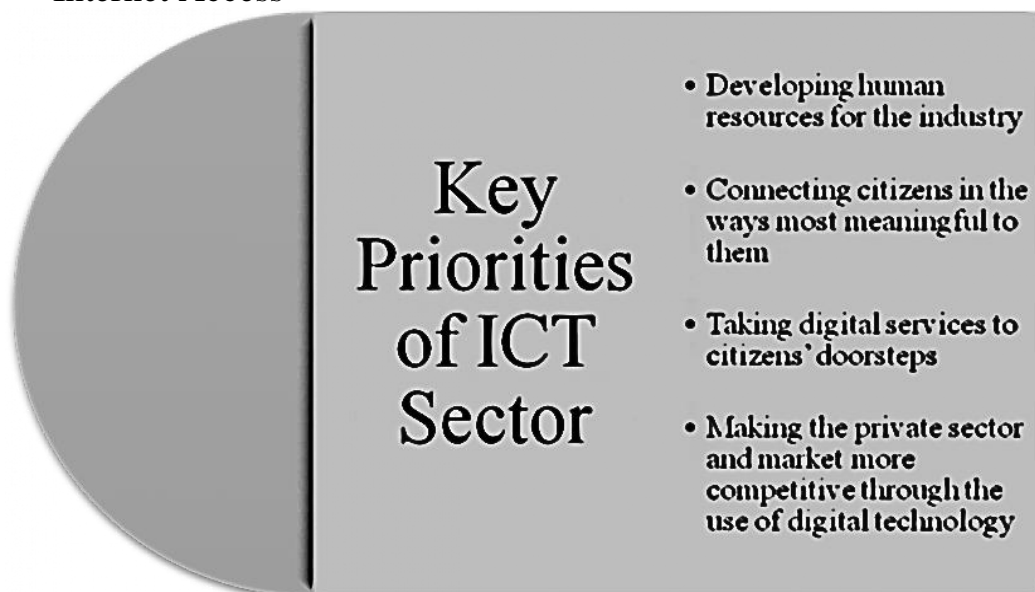 Internet Access
Key
Priorities
of ICT
Sector
• Developing human
resources for the industry
• Connecting citizens in the
ways most meaningful to
them
• Taking digital services to
citizens' doorsteps
• Making the private sector
and market more
competitive through the
use of digital technology